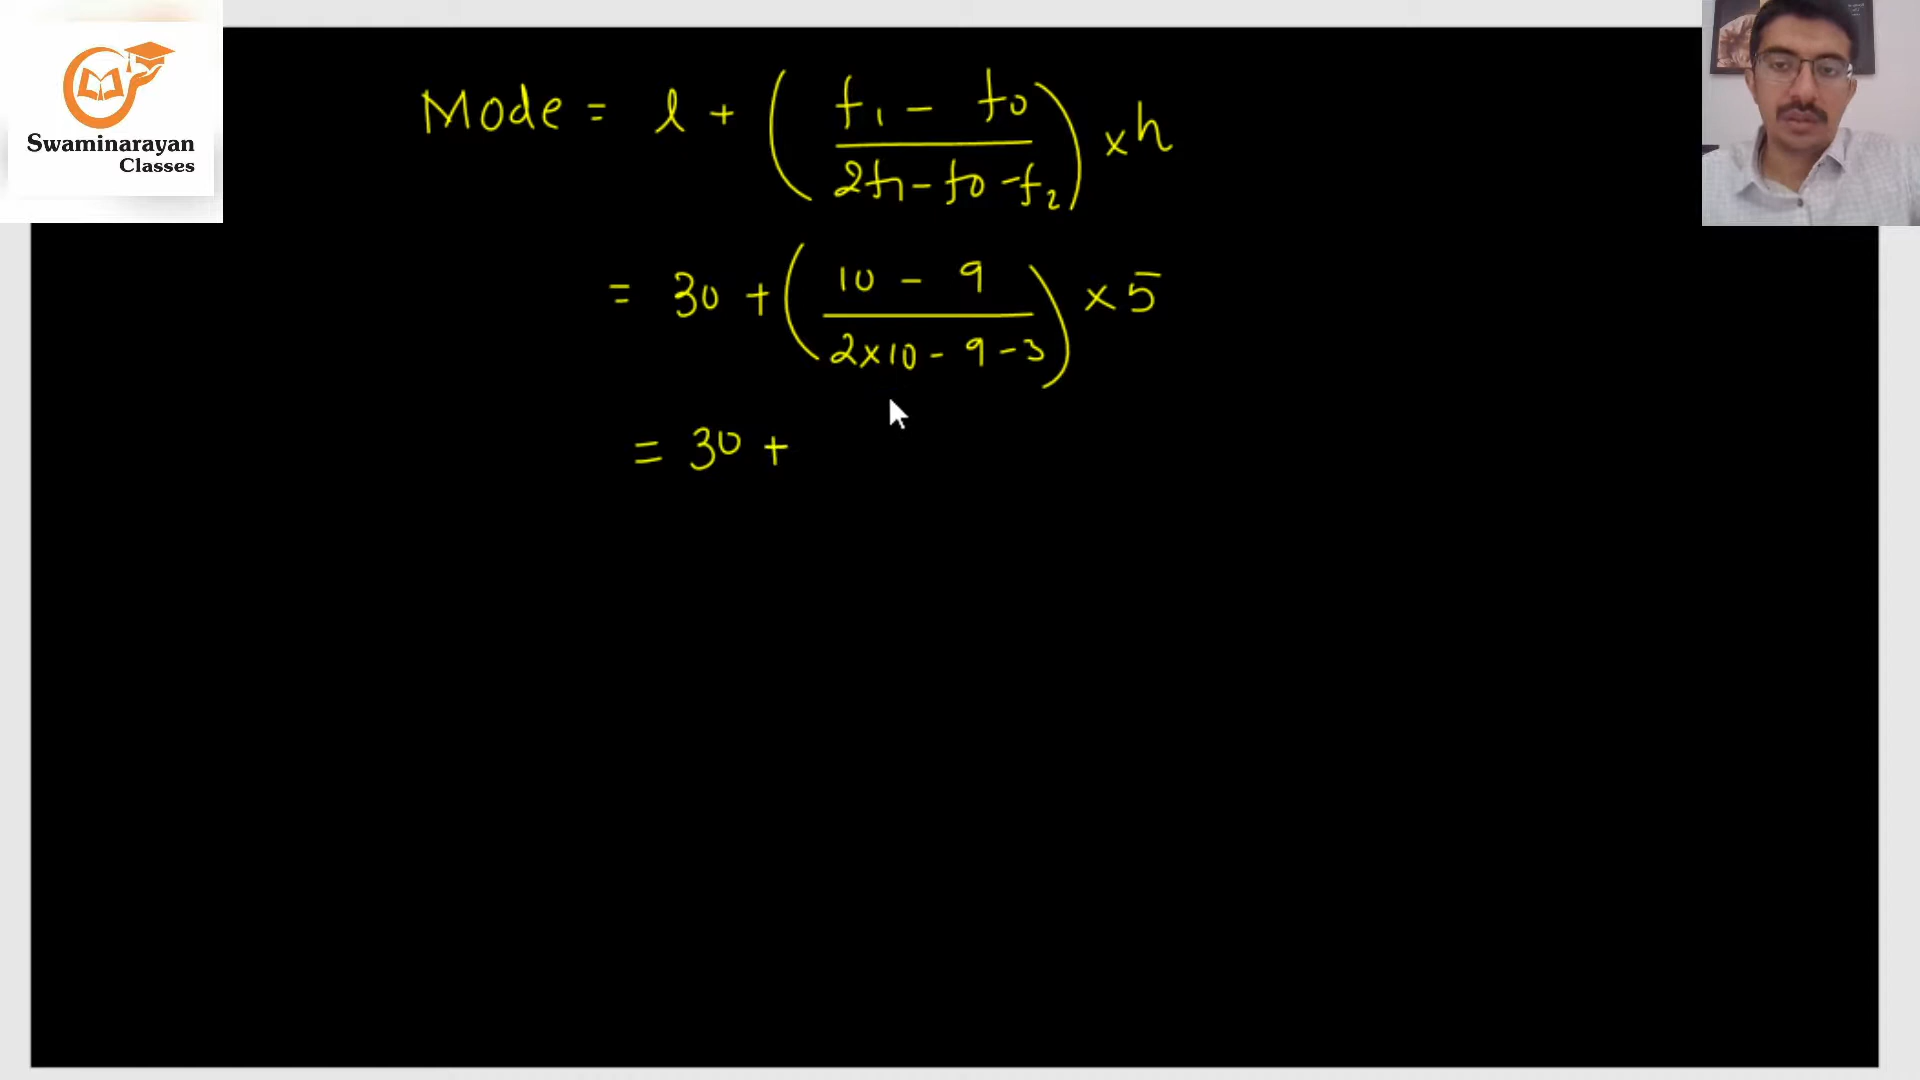 Swaminarayan
Classes
Mode = l + ( f₁ - f₀ / 2f₁ - f₀ - f₂ ) × h
= 30 + ( 10 - 9 / 2×10 - 9 - 3 ) × 5
= 30 +